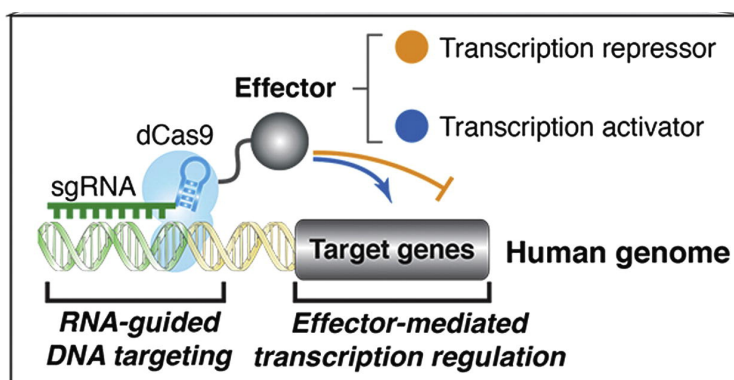 Transcription repressor
Effector
Transcription activator
dCas9
sgRNA
Target genes
Human genome
RNA-guided
DNA targeting
Effector-mediated
transcription regulation